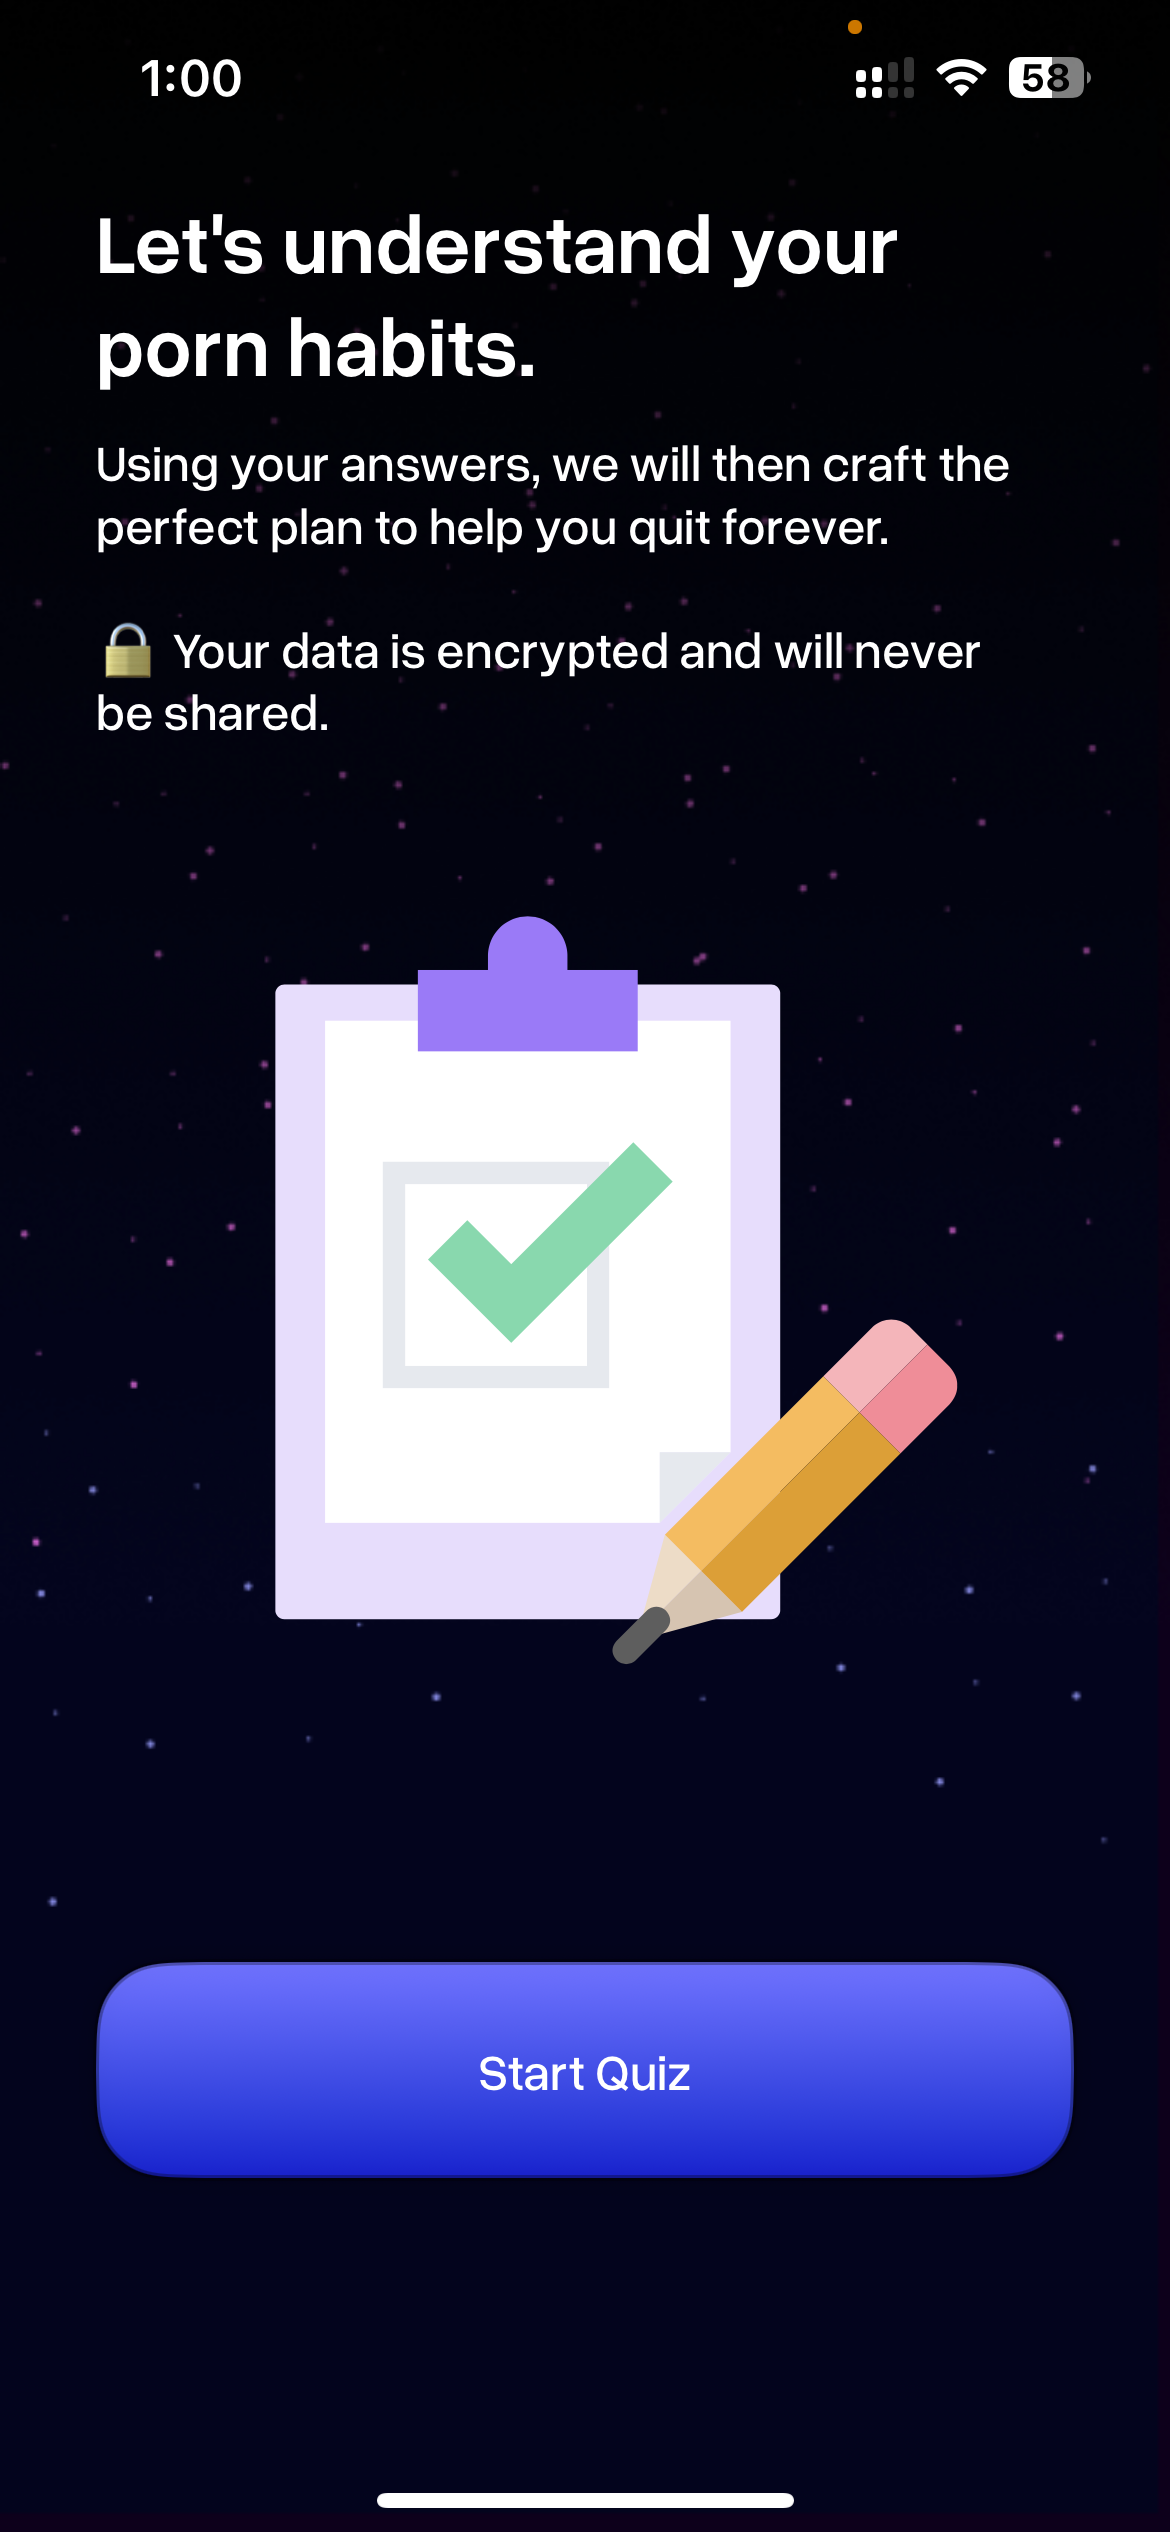 1:00
58
Let's understand your
porn habits.
Using your answers, we will then craft the
perfect plan to help you quit forever.
🔒 Your data is encrypted and will never
be shared.
Start Quiz